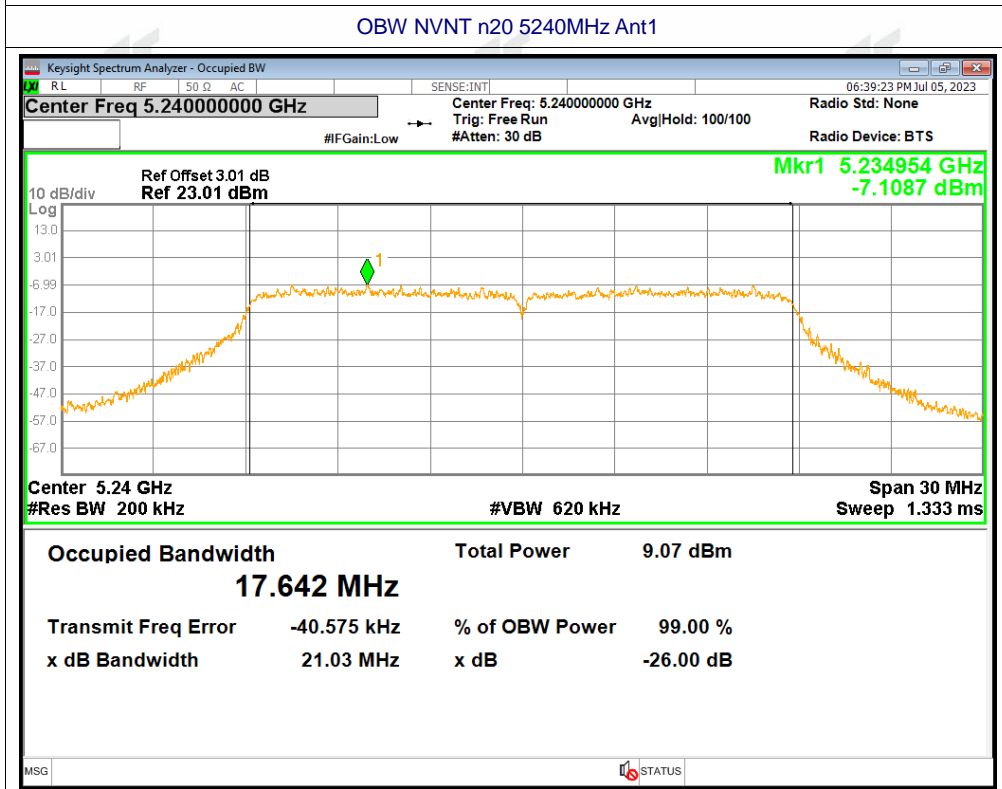 OBW NVNT n20 5240MHz Ant1
Keysight Spectrum Analyzer - Occupied BW
LXI RL RF 50 Ω AC SENSE:INT 06:39:23 PM Jul 05, 2023
Center Freq 5.240000000 GHz Center Freq: 5.240000000 GHz Radio Std: None
Trig: Free Run Avg|Hold: 100/100
#IFGain:Low #Atten: 30 dB Radio Device: BTS
Mkr1 5.234954 GHz
-7.1087 dBm
Ref Offset 3.01 dB
10 dB/div Ref 23.01 dBm
Log
13.0
3.01
1
-6.99
-17.0
-27.0
-37.0
-47.0
-57.0
-67.0
Center 5.24 GHz Span 30 MHz
#Res BW 200 kHz #VBW 620 kHz Sweep 1.333 ms
Occupied Bandwidth Total Power 9.07 dBm
17.642 MHz
Transmit Freq Error -40.575 kHz % of OBW Power 99.00 %
x dB Bandwidth 21.03 MHz x dB -26.00 dB
MSG STATUS